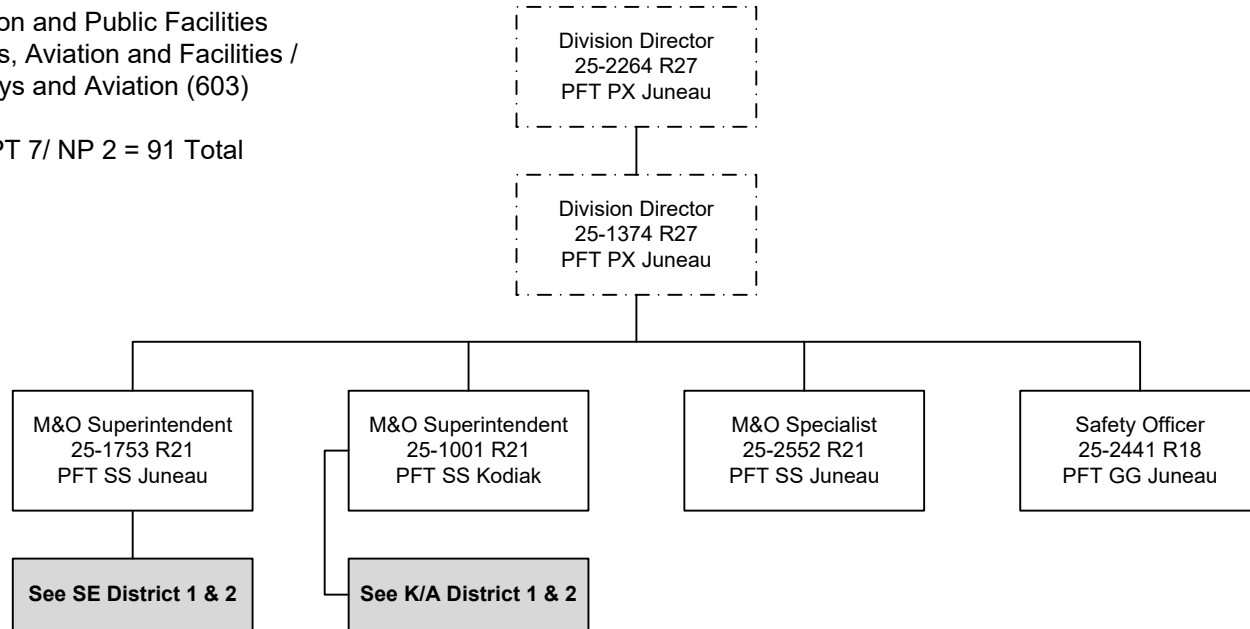 on and Public Facilities
s, Aviation and Facilities /
ys and Aviation (603)
PT 7/ NP 2 = 91 Total
Division Director
25-2264 R27
PFT PX Juneau
Division Director
25-1374 R27
PFT PX Juneau
M&O Superintendent
25-1753 R21
PFT SS Juneau
M&O Superintendent
25-1001 R21
PFT SS Kodiak
M&O Specialist
25-2552 R21
PFT SS Juneau
Safety Officer
25-2441 R18
PFT GG Juneau
See SE District 1 & 2
See K/A District 1 & 2